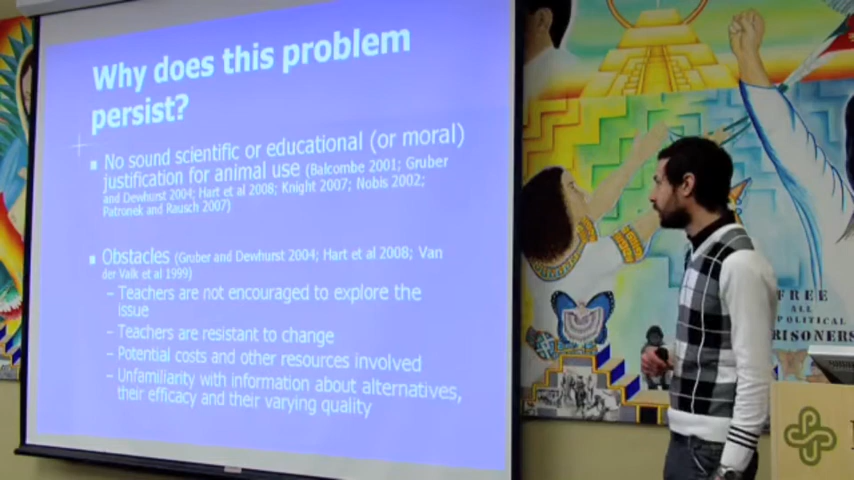 Why does this problem
persist?
No sound scientific or educational (or moral)
justification for animal use (Balcombe 2001; Gruber
and Dewhurst 2004; Hart et al 2008; Knight 2007; Nobis 2002;
Patronek and Rausch 2007)
Obstacles (Gruber and Dewhurst 2004; Hart et al 2008; Van
der Valk et al 1999)
– Teachers are not encouraged to explore the
issue
– Teachers are resistant to change
– Potential costs and other resources involved
– Unfamiliarity with information about alternatives,
their efficacy and their varying quality
FREE
ALL
POLITICAL
PRISONERS